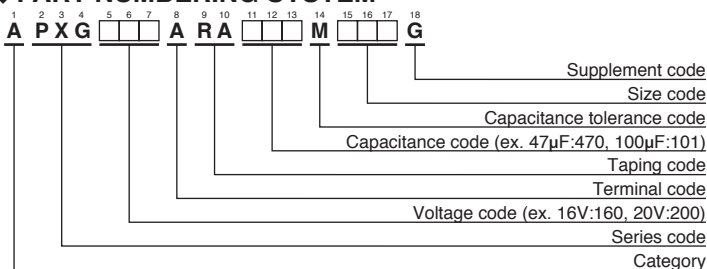 PART NUMBERING SYSTEM
1 2 3 4 5 6 7 8 9 10 11 12 13 14 15 16 17 18
A P X G □□□ A R A □□□ M □□□ G
Supplement code
Size code
Capacitance tolerance code
Capacitance code (ex. 47µF:470, 100µF:101)
Taping code
Terminal code
Voltage code (ex. 16V:160, 20V:200)
Series code
Category